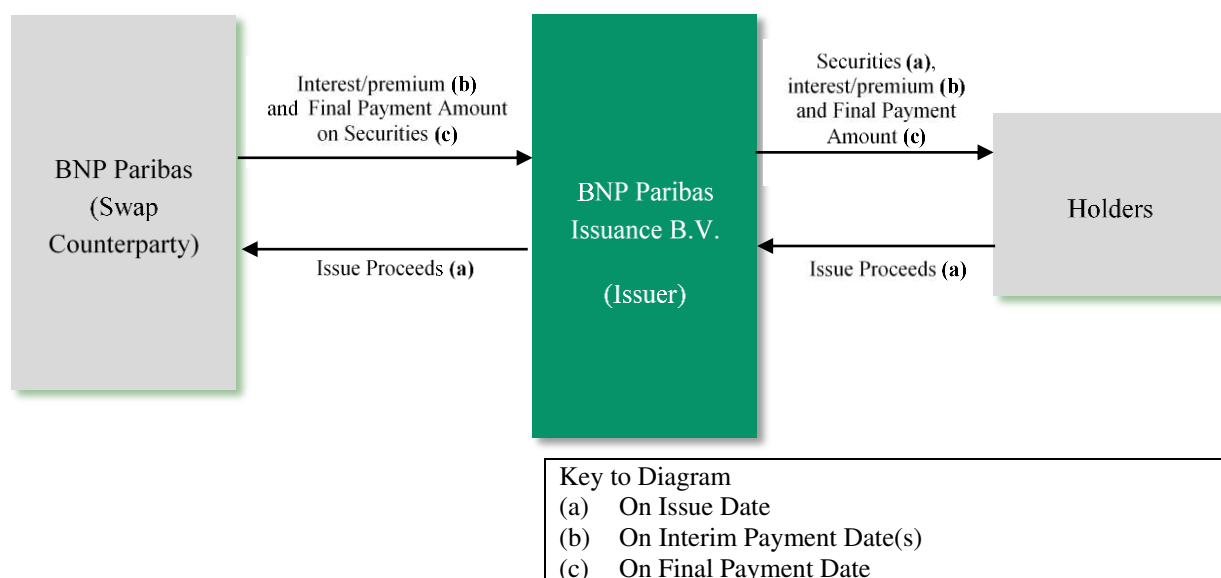 BNP Paribas
(Swap
Counterparty)
Interest/premium (b)
and Final Payment Amount
on Securities (c)
Issue Proceeds (a)
BNP Paribas
Issuance B.V.
(Issuer)
Securities (a),
interest/premium (b)
and Final Payment
Amount (c)
Issue Proceeds (a)
Holders
Key to Diagram
(a) On Issue Date
(b) On Interim Payment Date(s)
(c) On Final Payment Date